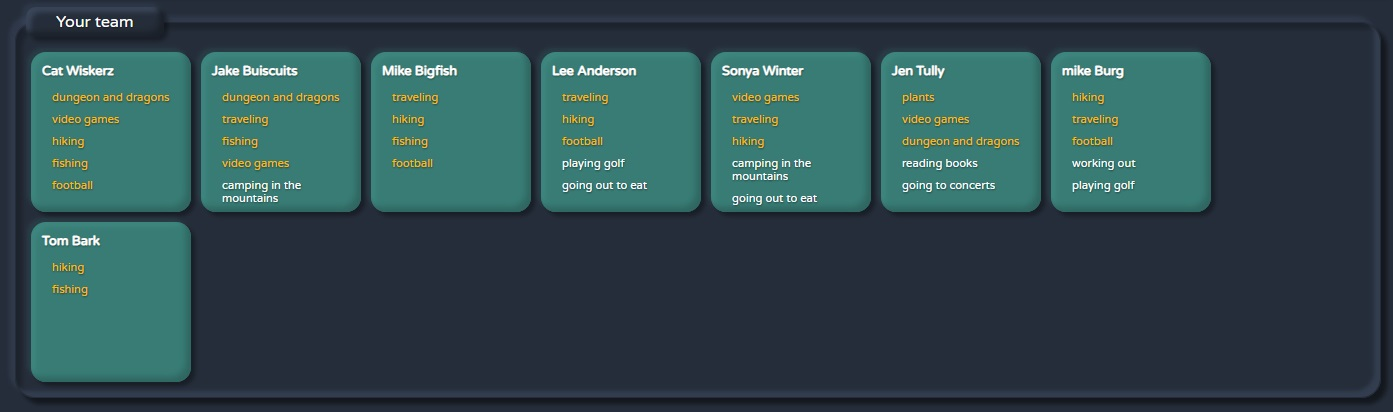 Your team
Cat Wiskerz
dungeon and dragons
video games
hiking
fishing
football
Jake Buiscuits
dungeon and dragons
traveling
fishing
video games
camping in the
mountains
Mike Bigfish
traveling
hiking
fishing
football
Lee Anderson
traveling
hiking
football
playing golf
going out to eat
Sonya Winter
video games
traveling
hiking
camping in the
mountains
going out to eat
Jen Tully
plants
video games
dungeon and dragons
reading books
going to concerts
mike Burg
hiking
traveling
football
working out
playing golf
Tom Bark
hiking
fishing